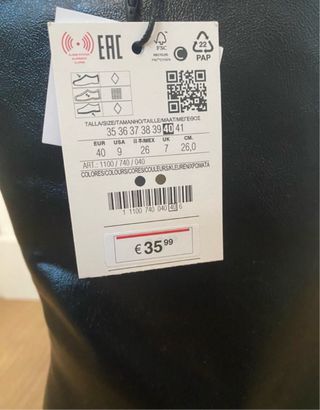 EAC
FSC
22
PAP
TALLA/SIZE/TAMANHO/TAILLE/MAAT/ΜΕΓΕΘΟΣ
35 36 37 38 39 40 41
EUR USA MEX UK CM.
40 9 26 7 26,0
ART.: 1100 / 740 / 040
COLORES/COLOURS/CORES/COULEURS/KLEUREN/ΧΡΩΜΑΤΑ
1 1100 740 040 40 6
€ 35 99